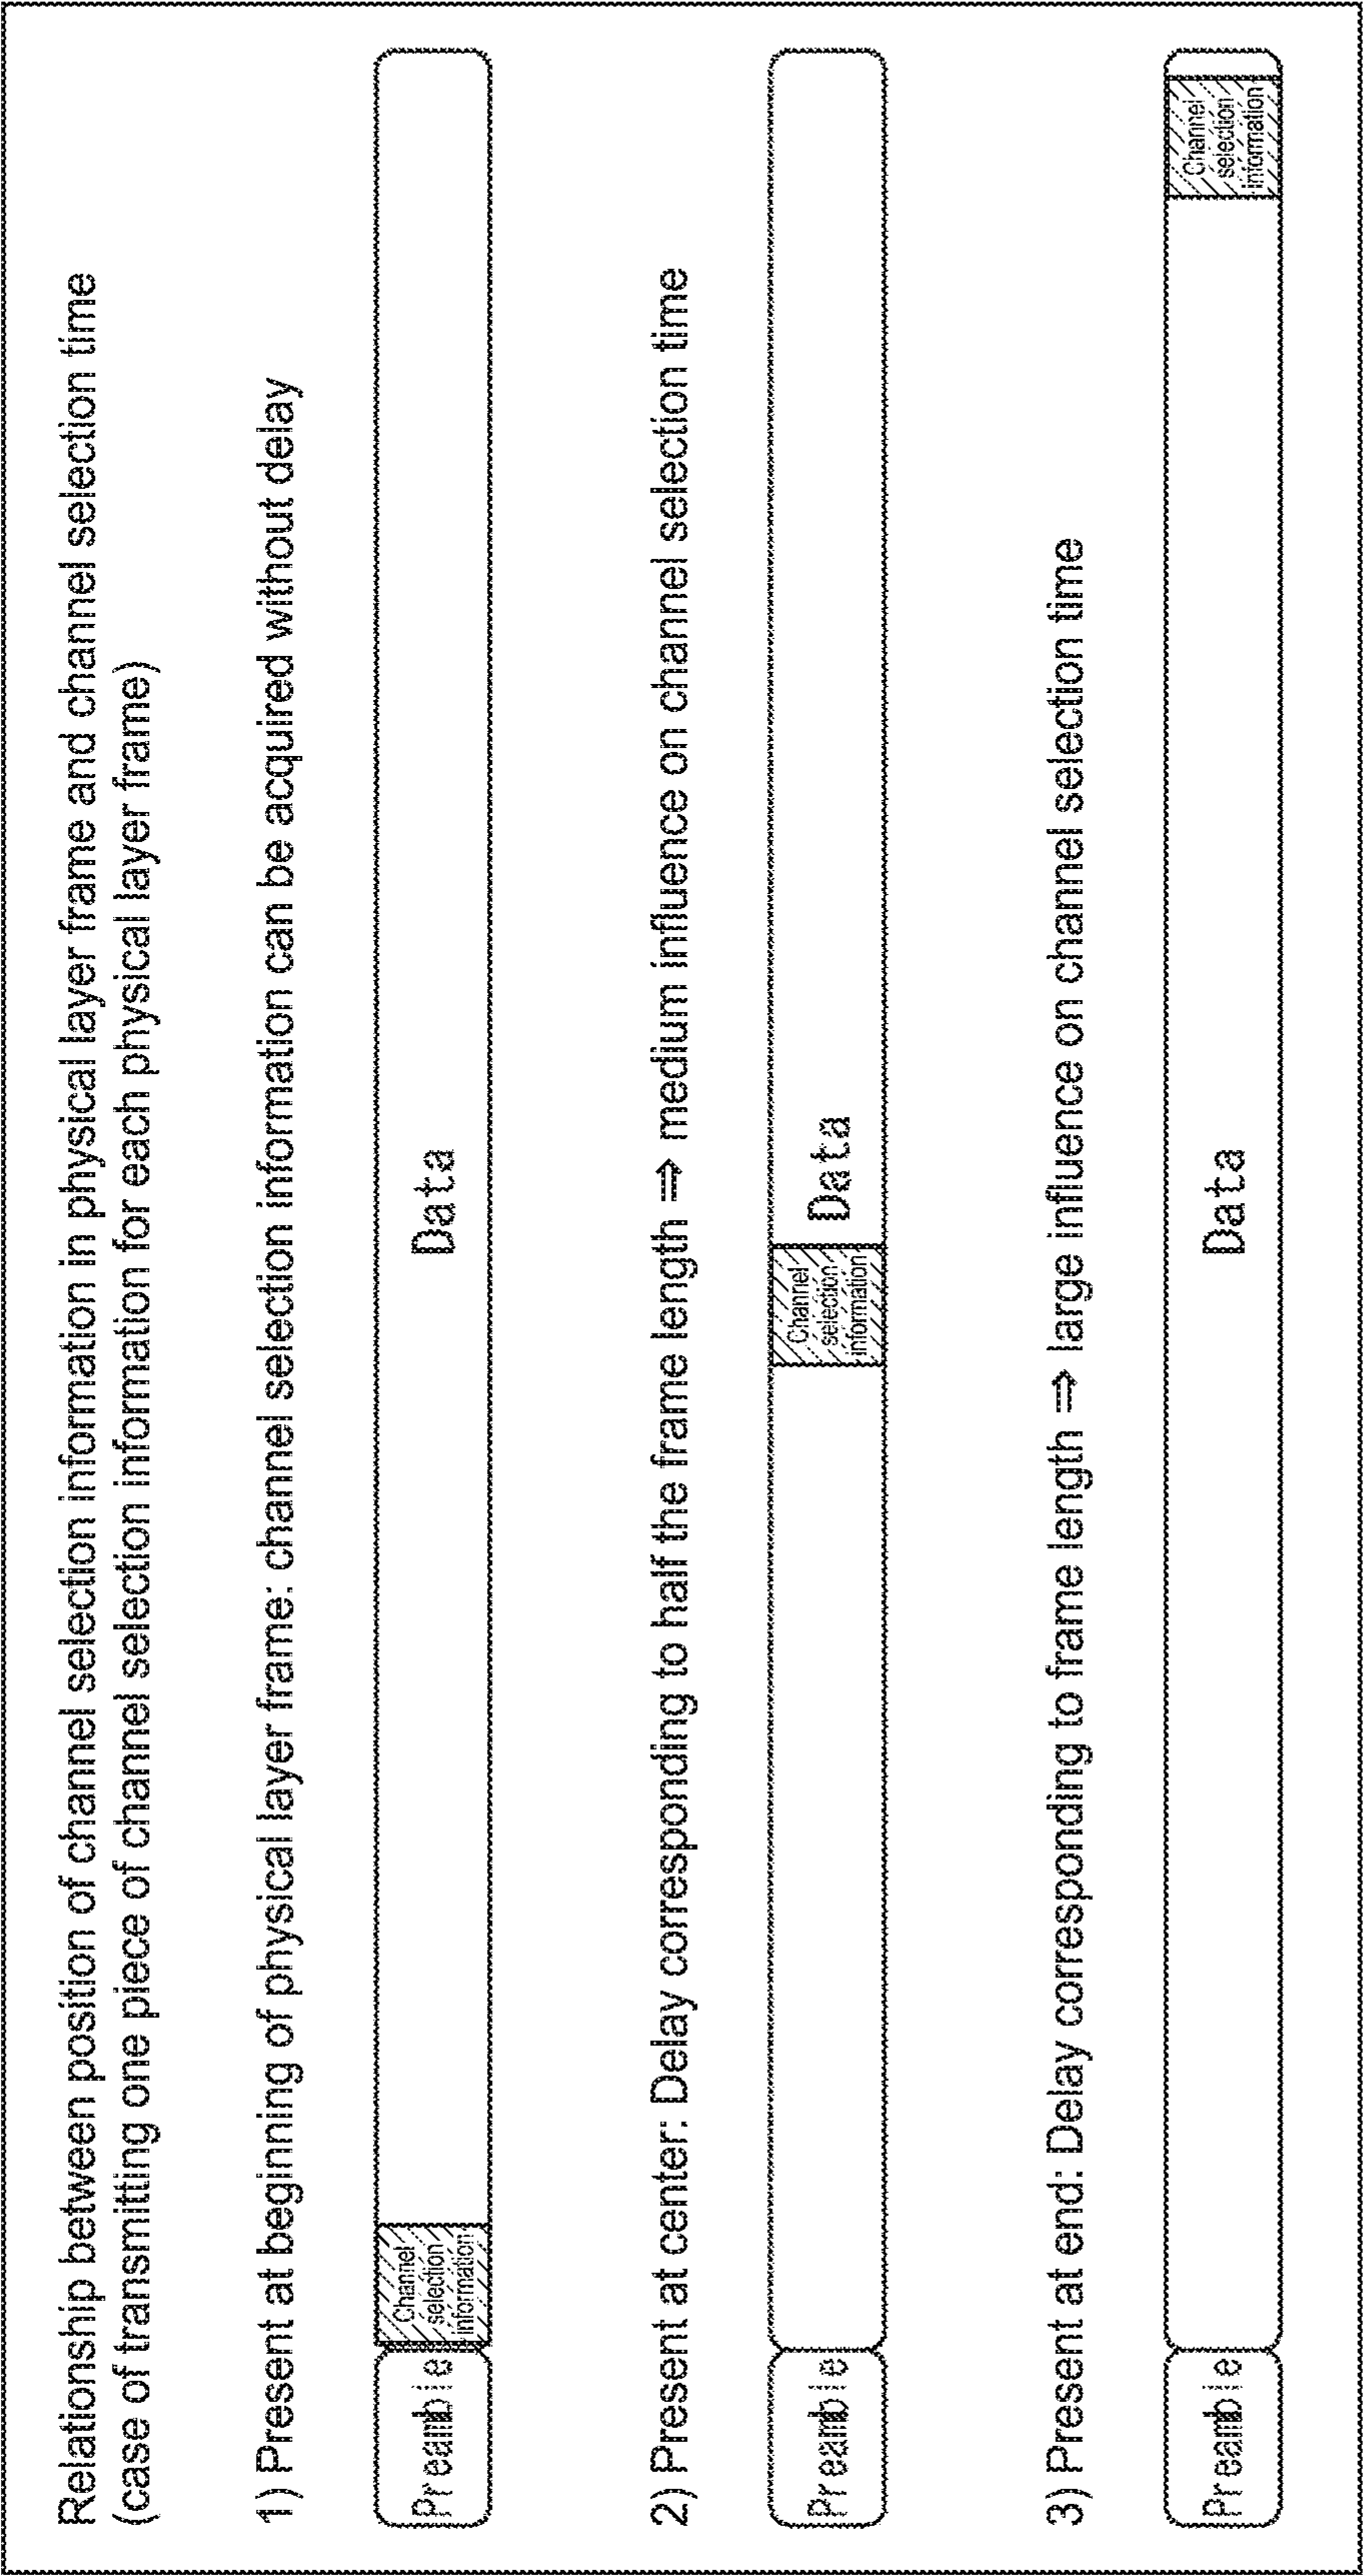 Relationship between position of channel selection information in physical layer frame and channel selection time
(case of transmitting one piece of channel selection information for each physical layer frame)
1) Present at beginning of physical layer frame: channel selection information can be acquired without delay
Preamble
Channel
selection
information
Data
2) Present at center: Delay corresponding to half the frame length ⇒ medium influence on channel selection time
Preamble
Channel
selection
information
Data
3) Present at end: Delay corresponding to frame length ⇒ large influence on channel selection time
Preamble
Data
Channel
selection
information